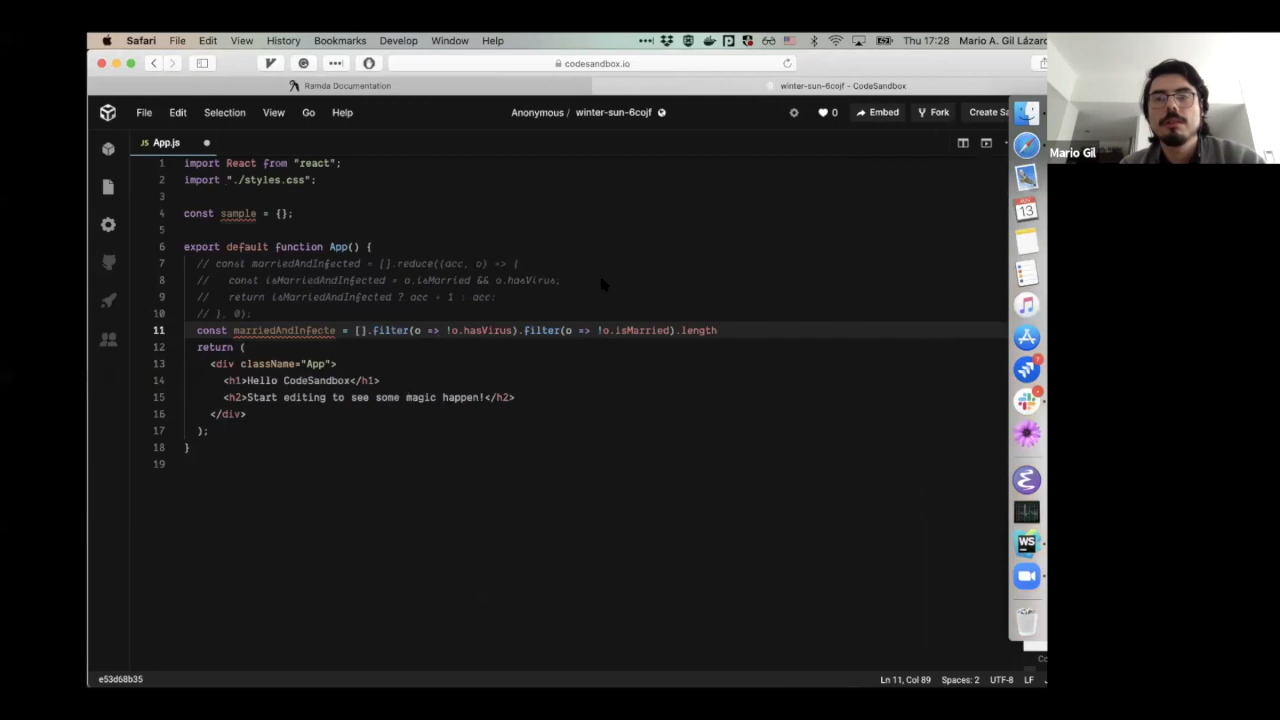 Safari File Edit View History Bookmarks Develop Window Help Thu 17:28 Mario A. Gil Lázaro
codesandbox.io
Ramda Documentation winter-sun-6cojf — CodeSandbox
File Edit Selection View Go Help Anonymous / winter-sun-6cojf 0 Embed Fork Create Sa
JS App.js
1 import React from "react";
2 import "./styles.css";
3
4 const sample = {};
5
6 export default function App() {
7 // const marriedAndInfected = [].reduce((acc, o) => {
8 //   const isMarriedAndInfected = o.isMarried && o.hasVirus;
9 //   return isMarriedAndInfected ? acc + 1 : acc;
10 // }, 0);
11 const marriedAndInfecte = [].filter(o => !o.hasVirus).filter(o => !o.isMarried).length
12 return (
13 <div className="App">
14 <h1>Hello CodeSandbox</h1>
15 <h2>Start editing to see some magic happen!</h2>
16 </div>
17 );
18 }
19
e53d68b35 Ln 11, Col 89 Spaces: 2 UTF-8 LF
Mario Gil
13
WS